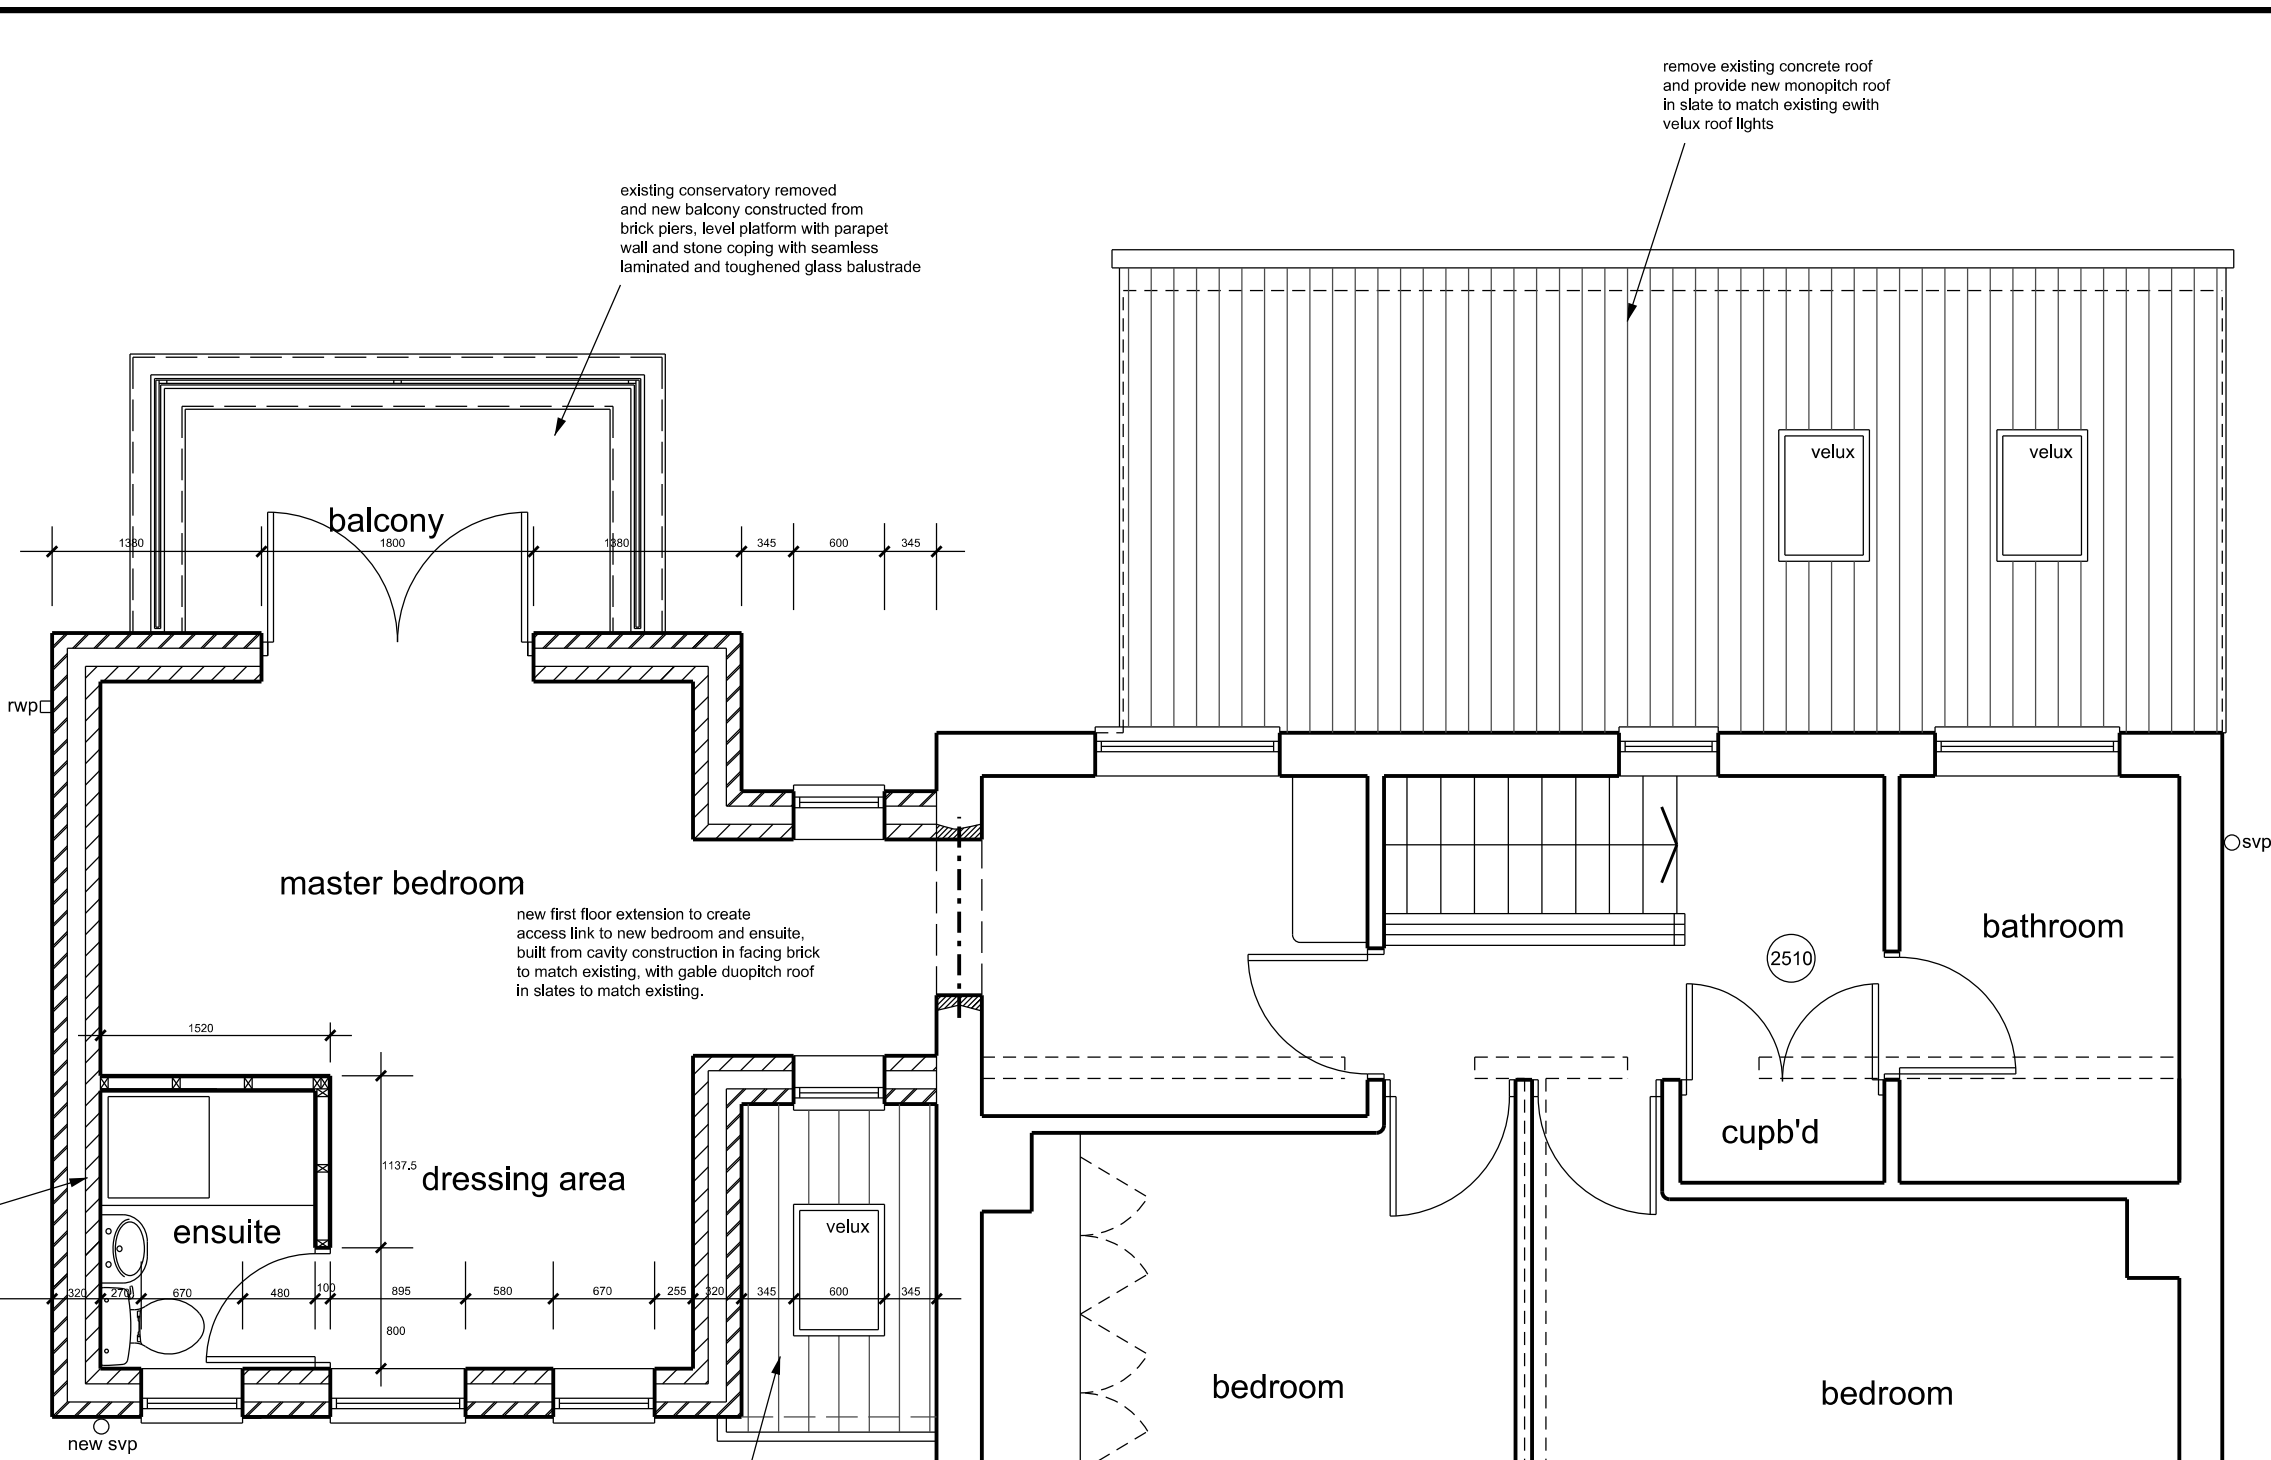 remove existing concrete roof
and provide new monopitch roof
in slate to match existing ewith
velux roof lights
existing conservatory removed
and new balcony constructed from
brick piers, level platform with parapet
wall and stone coping with seamless
laminated and toughened glass balustrade
velux
velux
balcony
1380
1800
1380
345
600
345
rwp
svp
master bedroom
new first floor extension to create
access link to new bedroom and ensuite,
built from cavity construction in facing brick
to match existing, with gable duopitch roof
in slates to match existing.
bathroom
2510
1520
cupb'd
1137.5
dressing area
ensuite
velux
320
270
670
480
100
895
580
670
255
320
345
600
345
800
bedroom
bedroom
new svp